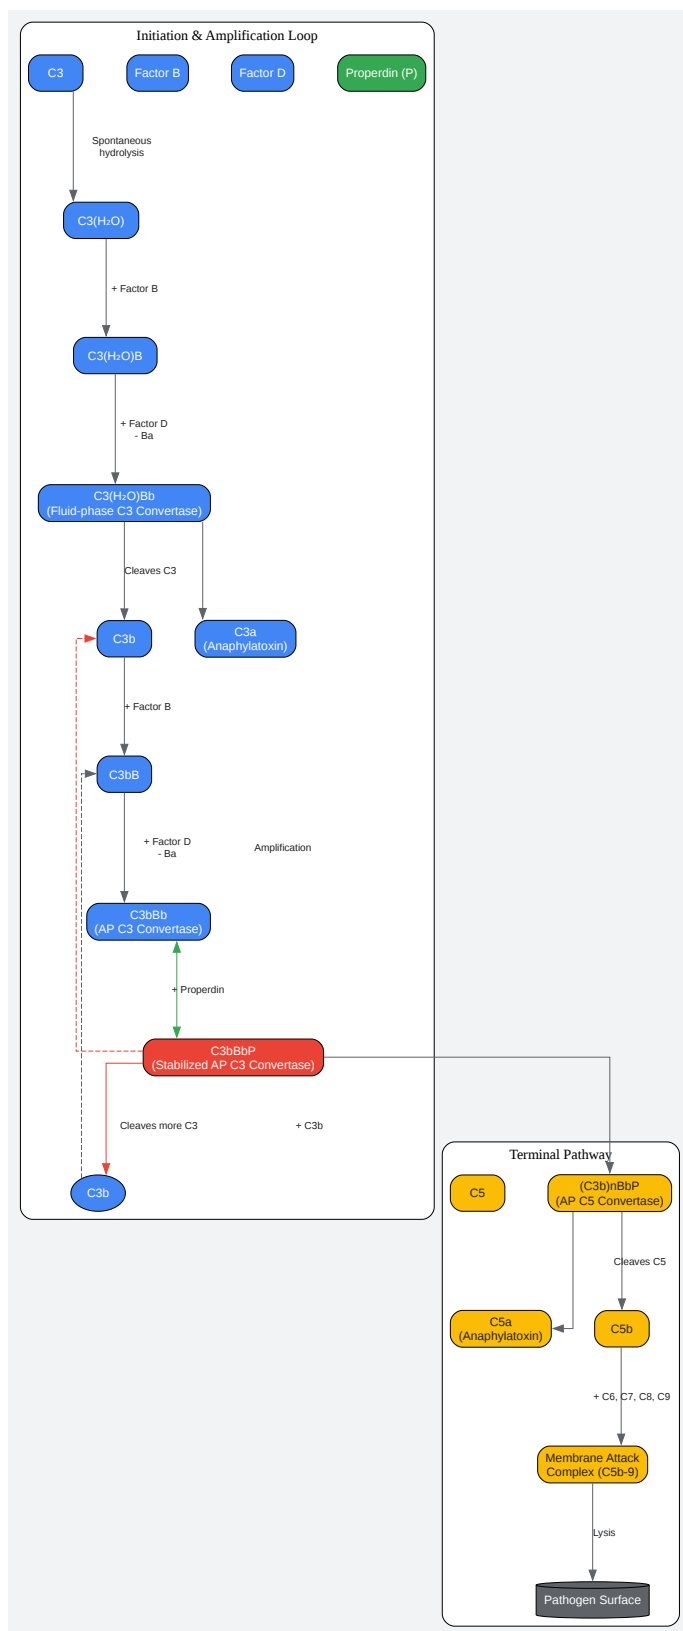 Initiation & Amplification Loop
C3
Factor B
Factor D
Properdin (P)
Spontaneous
hydrolysis
C3(H₂O)
+ Factor B
C3(H₂O)B
+ Factor D
- Ba
C3(H₂O)Bb
(Fluid-phase C3 Convertase)
Cleaves C3
C3b
C3a
(Anaphylatoxin)
+ Factor B
C3bB
+ Factor D
- Ba
Amplification
C3bBb
(AP C3 Convertase)
+ Properdin
C3bBbP
(Stabilized AP C3 Convertase)
Cleaves more C3
+ C3b
C3b
Terminal Pathway
C5
(C3b)nBbP
(AP C5 Convertase)
Cleaves C5
C5a
(Anaphylatoxin)
C5b
+ C6, C7, C8, C9
Membrane Attack
Complex (C5b-9)
Lysis
Pathogen Surface